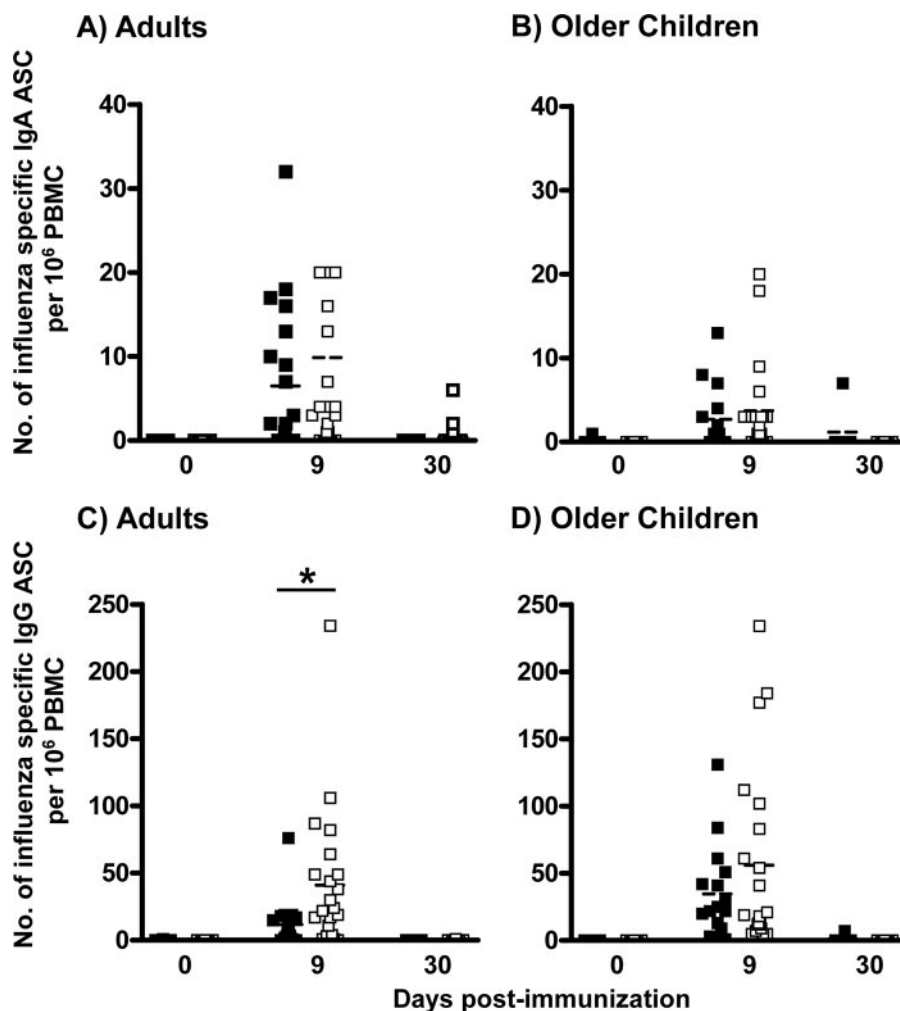 A) Adults
B) Older Children
No. of influenza specific IgA ASC
per 10⁶ PBMC
40
30
20
10
0
0 9 30
40
30
20
10
0
0 9 30
C) Adults
D) Older Children
No. of influenza specific IgG ASC
per 10⁶ PBMC
250
200
150
100
50
0
*
0 9 30
250
200
150
100
50
0
0 9 30
Days post-immunization